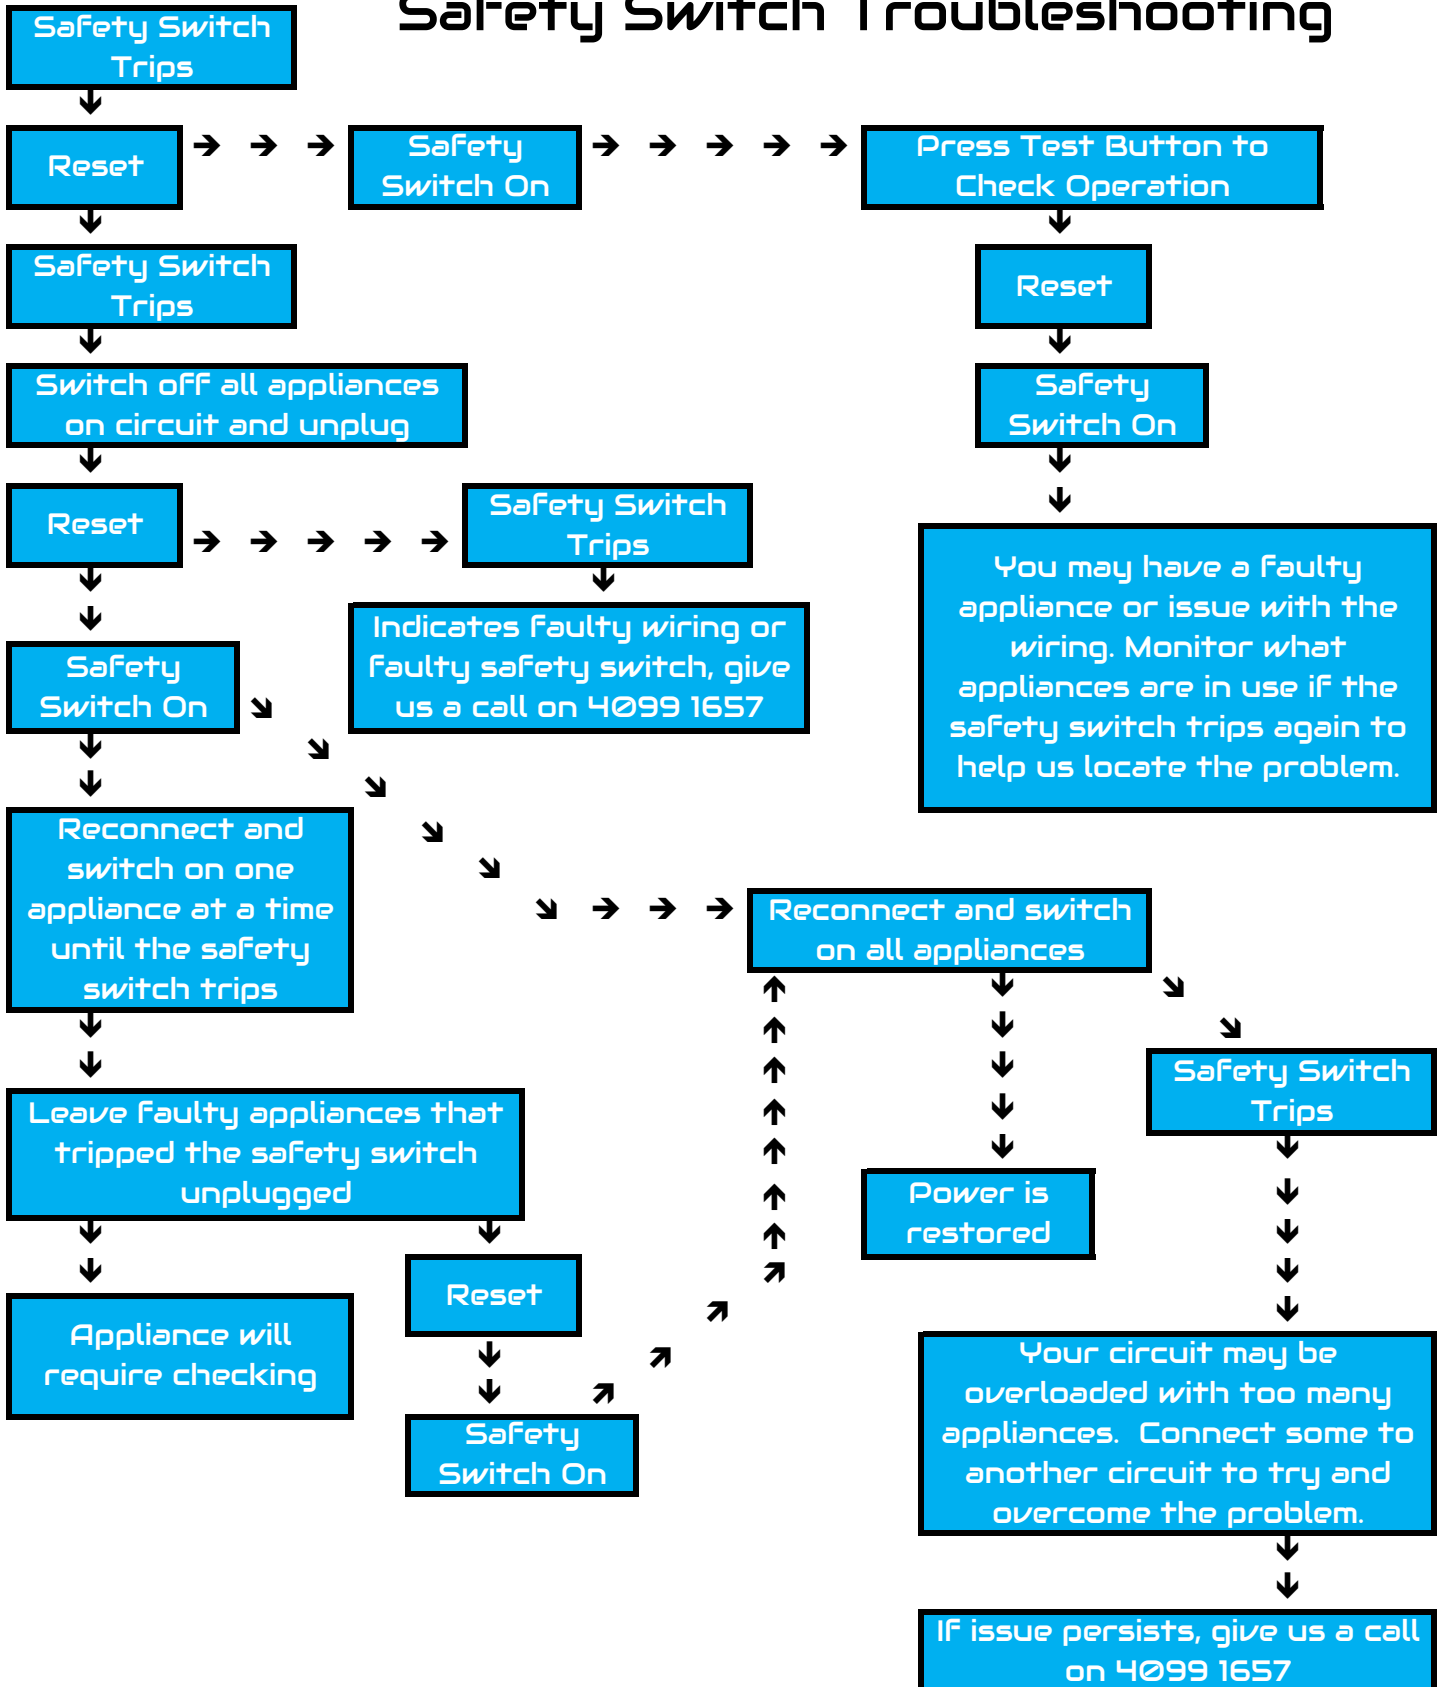 Safety Switch Troubleshooting
Safety Switch
Trips
Reset
Safety
Switch On
Press Test Button to
Check Operation
Safety Switch
Trips
Reset
Switch off all appliances
on circuit and unplug
Safety
Switch On
Reset
Safety Switch
Trips
You may have a faulty
appliance or issue with the
wiring. Monitor what
appliances are in use if the
safety switch trips again to
help us locate the problem.
Indicates faulty wiring or
faulty safety switch, give
us a call on 4099 1657
Safety
Switch On
Reconnect and
switch on one
appliance at a time
until the safety
switch trips
Reconnect and switch
on all appliances
Safety Switch
Trips
Leave faulty appliances that
tripped the safety switch
unplugged
Power is
restored
Reset
Appliance will
require checking
Safety
Switch On
Your circuit may be
overloaded with too many
appliances. Connect some to
another circuit to try and
overcome the problem.
If issue persists, give us a call
on 4099 1657